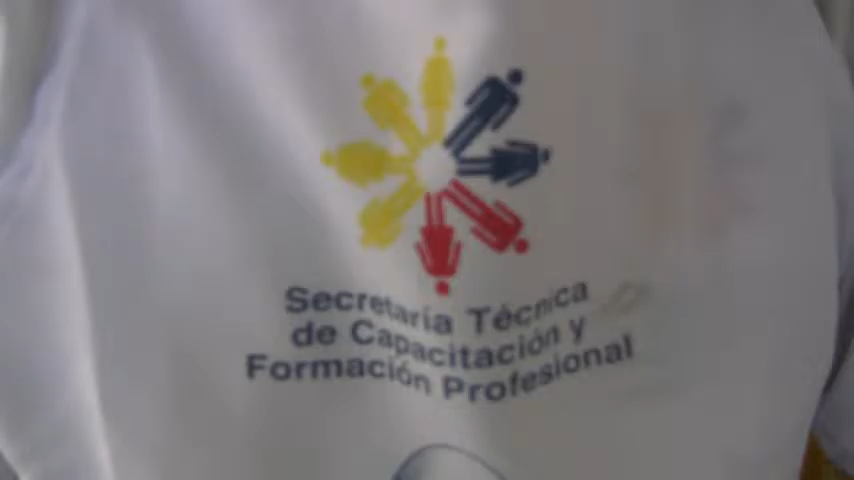 Secretaría Técnica
de Capacitación y
Formación Profesional